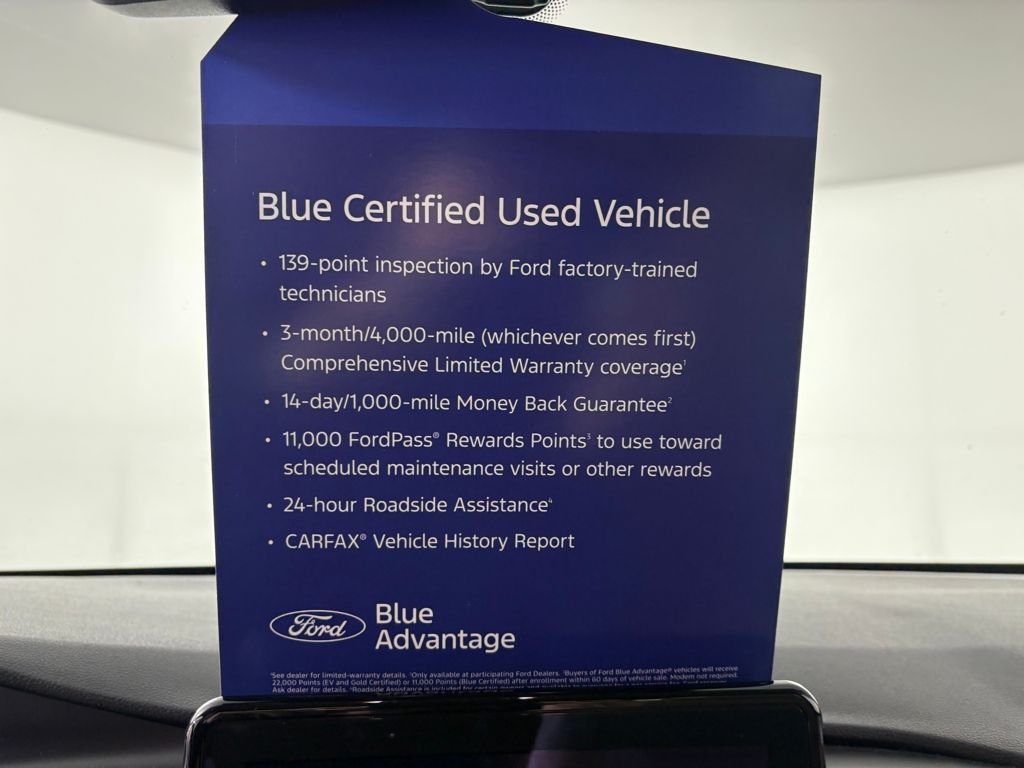 Blue Certified Used Vehicle
• 139-point inspection by Ford factory-trained
technicians
• 3-month/4,000-mile (whichever comes first)
Comprehensive Limited Warranty coverage¹
• 14-day/1,000-mile Money Back Guarantee²
• 11,000 FordPass® Rewards Points³ to use toward
scheduled maintenance visits or other rewards
• 24-hour Roadside Assistance⁴
• CARFAX® Vehicle History Report
Ford
Blue
Advantage
¹See dealer for limited-warranty details. ²Only available at participating Ford Dealers. ³Buyers of Ford Blue Advantage® vehicles will receive
22,000 Points (EV and Gold Certified) or 11,000 Points (Blue Certified) after enrollment within 60 days of vehicle sale. Modem not required.
Ask dealer for details. ⁴Roadside Assistance is included for certain